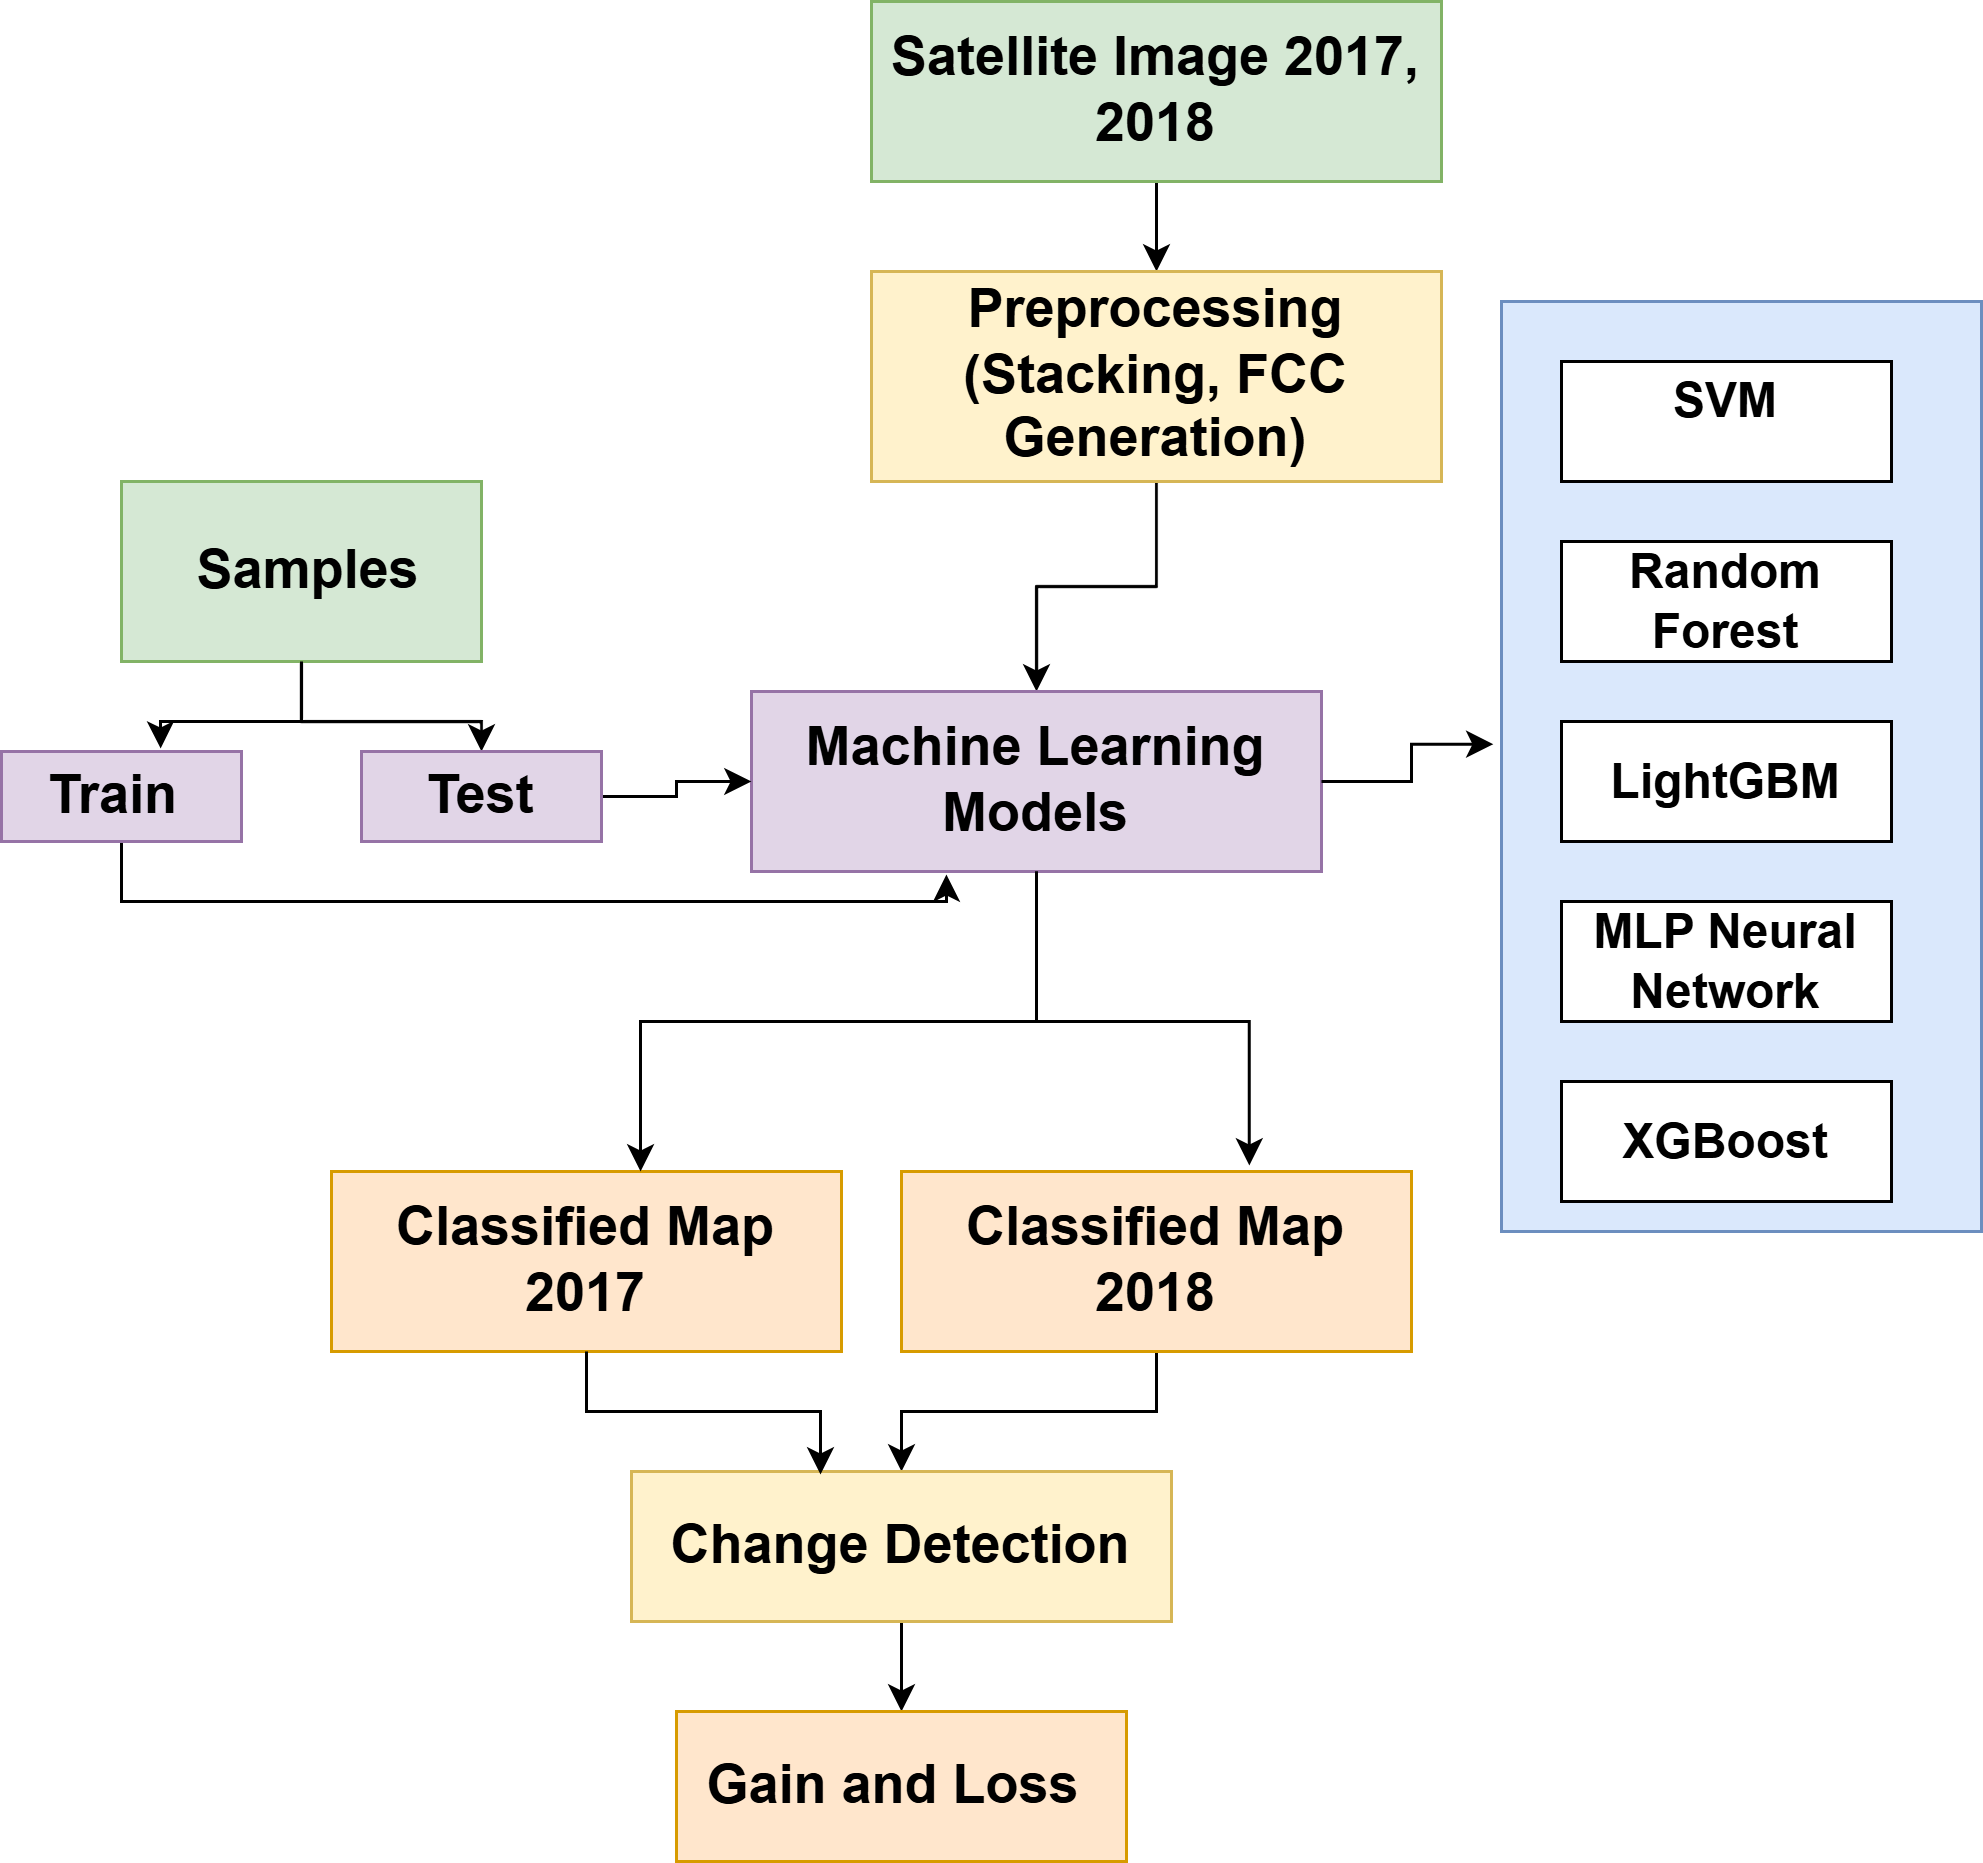 Satellite Image 2017,
2018
Preprocessing
(Stacking, FCC
Generation)
Samples
Train
Test
Machine Learning
Models
SVM
Random
Forest
LightGBM
MLP Neural
Network
XGBoost
Classified Map
2017
Classified Map
2018
Change Detection
Gain and Loss